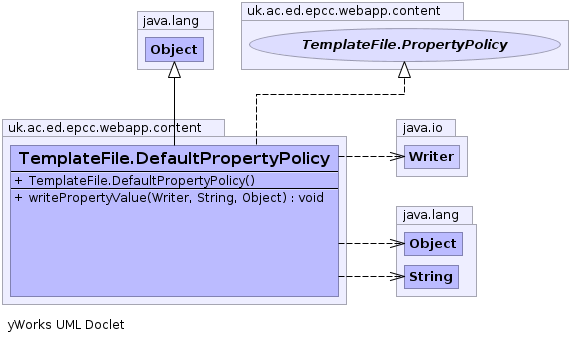 uk.ac.ed.epcc.webapp.content
java.lang
TemplateFile.PropertyPolicy
Object
uk.ac.ed.epcc.webapp.content
java.io
TemplateFile.DefaultPropertyPolicy
Writer
+ TemplateFile.DefaultPropertyPolicy()
+ writePropertyValue(Writer, String, Object) : void
java.lang
Object
String
yWorks UML Doclet